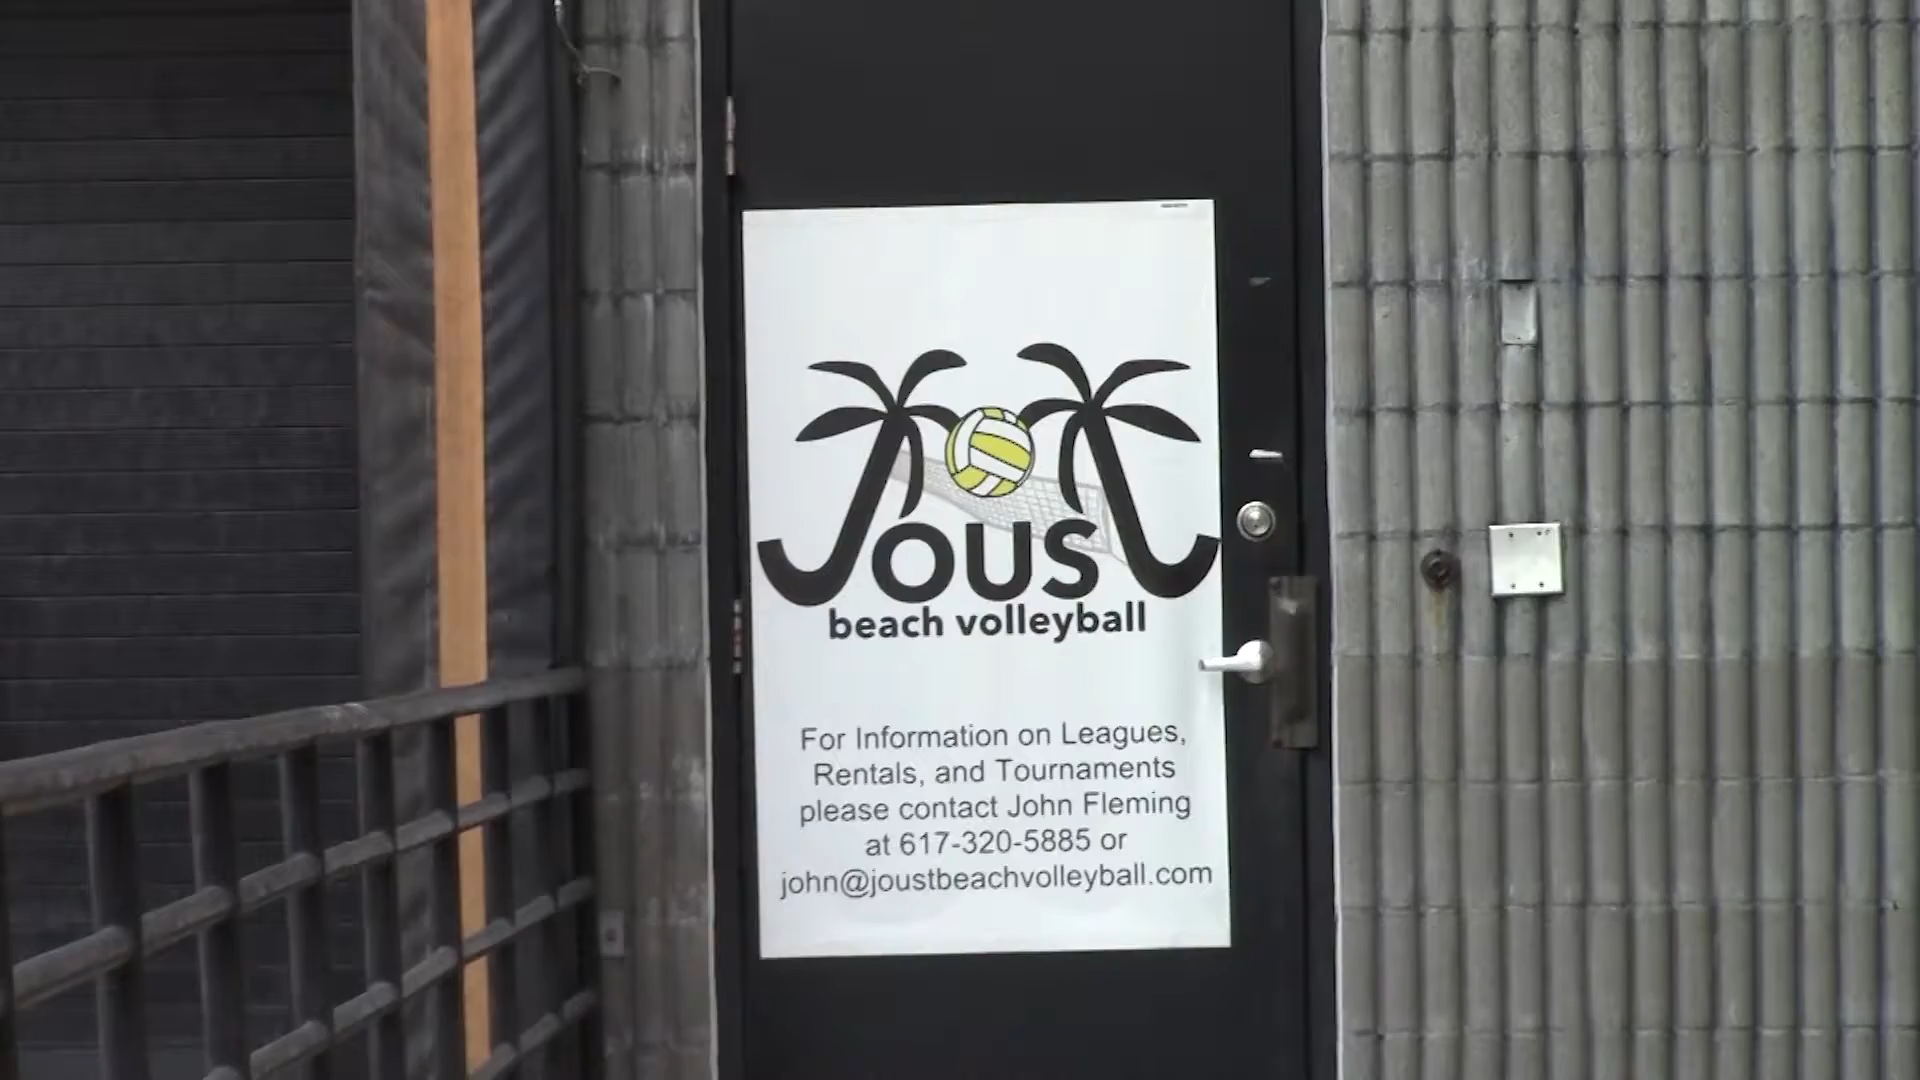 JOUST
beach volleyball
For Information on Leagues,
Rentals, and Tournaments
please contact John Fleming
at 617-320-5885 or
john@joustbeachvolleyball.com